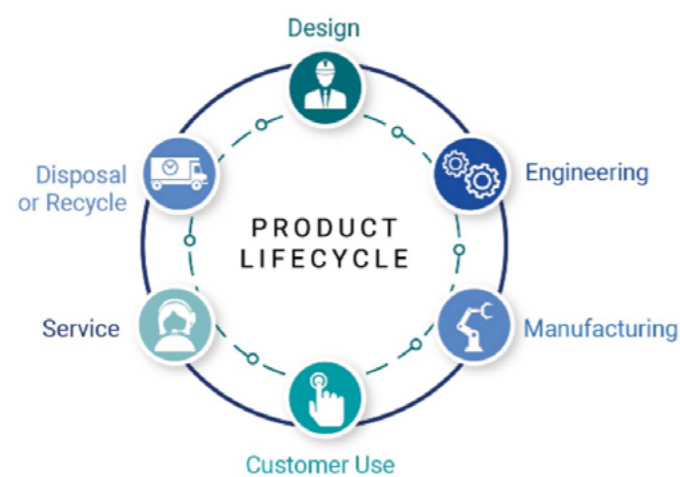 Design
Engineering
Manufacturing
Customer Use
Service
Disposal
or Recycle
PRODUCT
LIFECYCLE